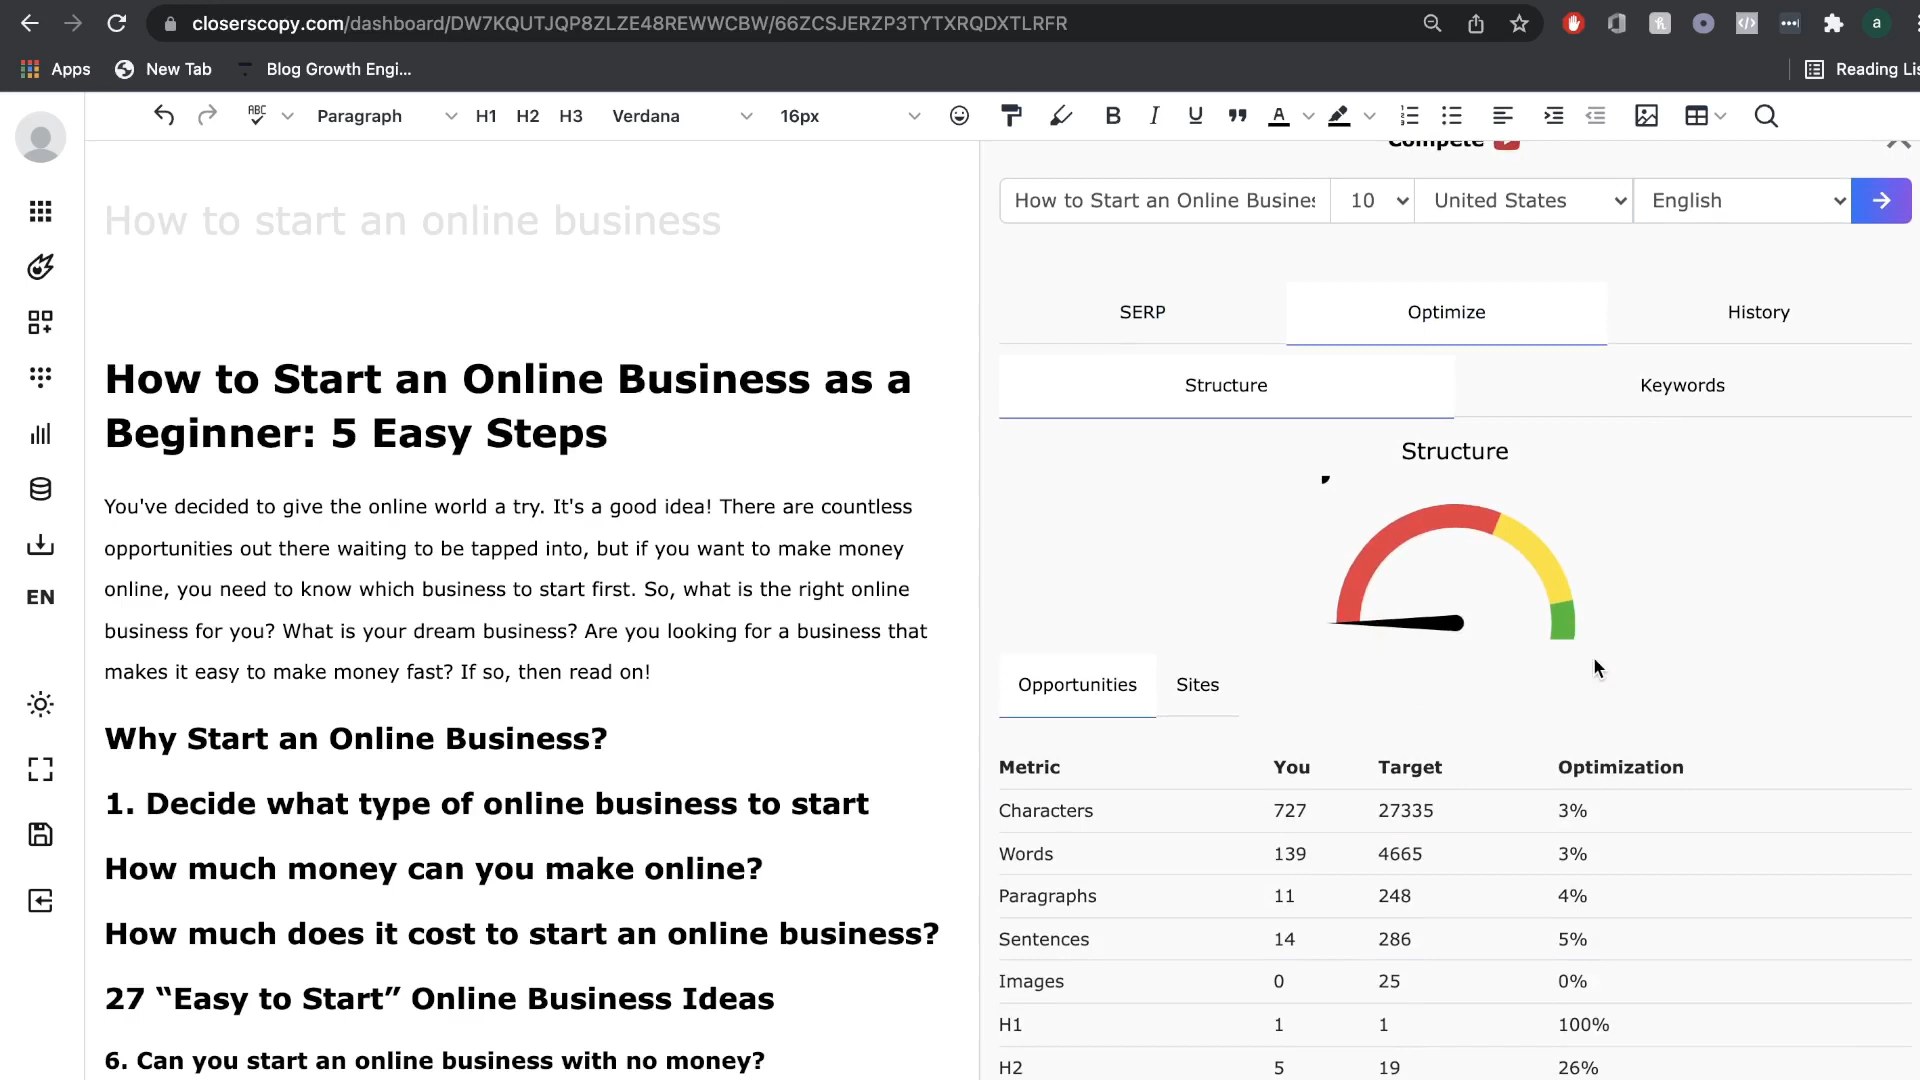 closerscopy.com/dashboard/DW7KQUTJQP8ZLZE48REWWCBW/66ZCSJERZP3TYTXRQDXTLRFR
a
Apps
New Tab
Blog Growth Engi...
Reading Lis
ABC
Paragraph
H1
H2
H3
Verdana
16px
B
I
U
A
Compete
How to Start an Online Busines
10
United States
English
How to start an online business
SERP
Optimize
History
Structure
Keywords
Structure
How to Start an Online Business as a
Beginner: 5 Easy Steps
You've decided to give the online world a try. It's a good idea! There are countless
opportunities out there waiting to be tapped into, but if you want to make money
online, you need to know which business to start first. So, what is the right online
business for you? What is your dream business? Are you looking for a business that
makes it easy to make money fast? If so, then read on!
Why Start an Online Business?
1. Decide what type of online business to start
How much money can you make online?
How much does it cost to start an online business?
27 “Easy to Start” Online Business Ideas
6. Can you start an online business with no money?
EN
Opportunities
Sites
Metric You Target Optimization
Characters 727 27335 3%
Words 139 4665 3%
Paragraphs 11 248 4%
Sentences 14 286 5%
Images 0 25 0%
H1 1 1 100%
H2 5 19 26%